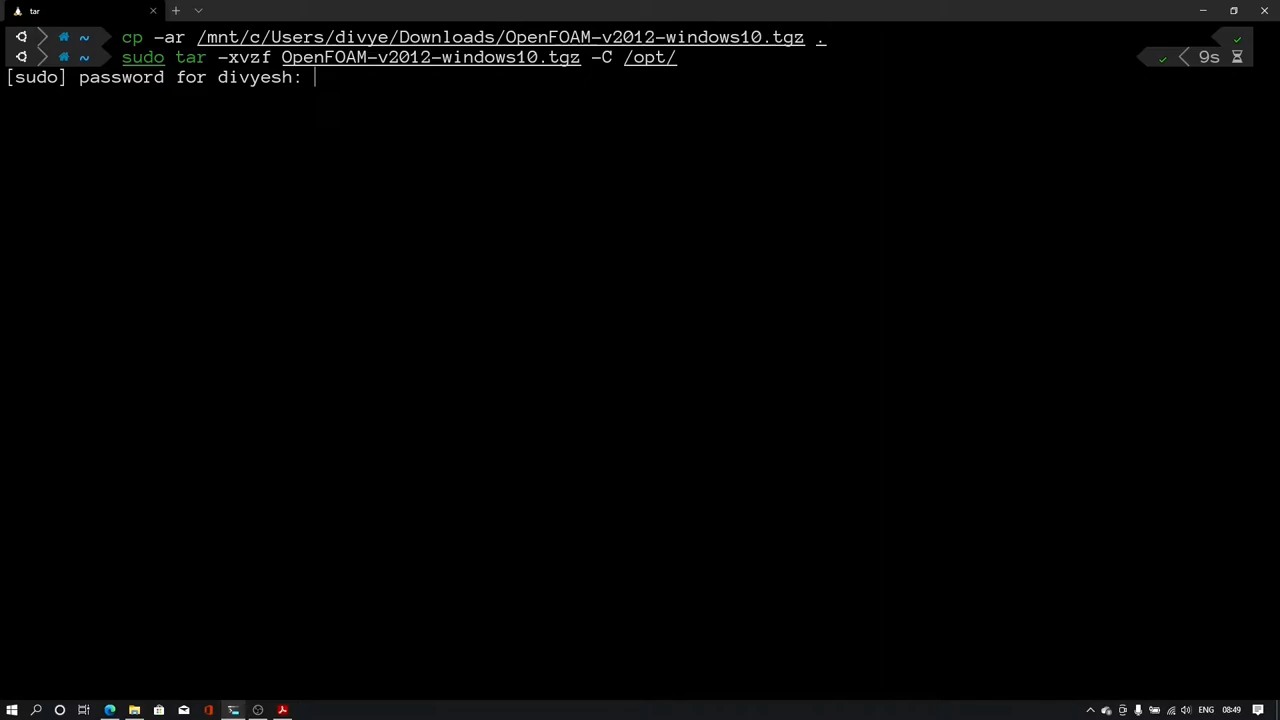 tar
~ cp -ar /mnt/c/Users/divye/Downloads/OpenFOAM-v2012-windows10.tgz .
~ sudo tar -xvzf OpenFOAM-v2012-windows10.tgz -C /opt/ 9s
[sudo] password for divyesh:
ENG 08:49